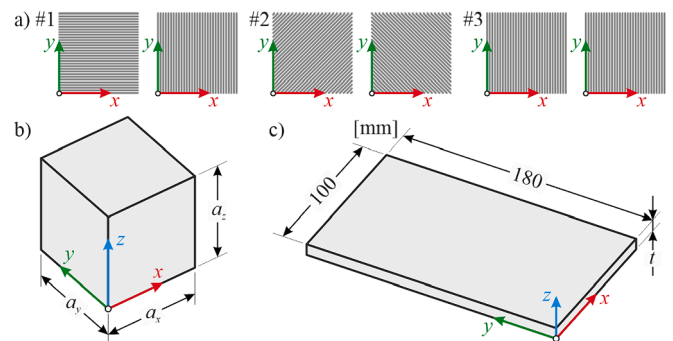 a) #1 #2 #3
y y y y y y
x x x x x x
b) c) [mm]
100 180
a_z
z
y x
t
a_y a_x
z x
y